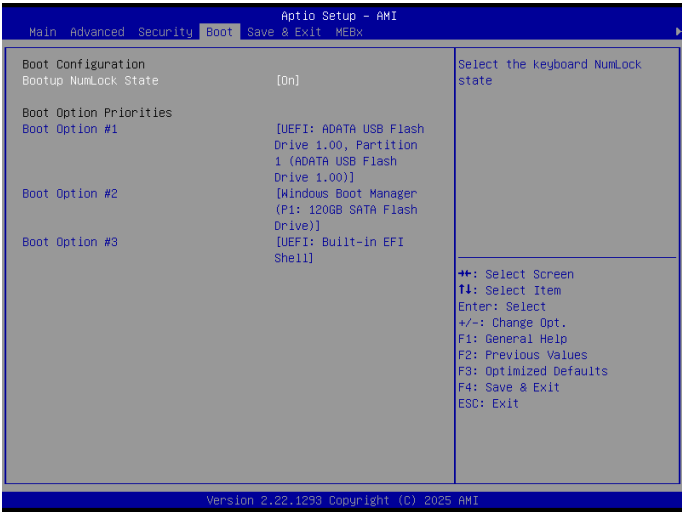 Aptio Setup - AMI
Main Advanced Security Boot Save & Exit MEBx
Boot Configuration
Bootup NumLock State [On]
Boot Option Priorities
Boot Option #1 [UEFI: ADATA USB Flash
Drive 1.00, Partition
1 (ADATA USB Flash
Drive 1.00)]
Boot Option #2 [Windows Boot Manager
(P1: 120GB SATA Flash
Drive)]
Boot Option #3 [UEFI: Built-in EFI
Shell]
Select the keyboard NumLock
state
→←: Select Screen
↑↓: Select Item
Enter: Select
+/-: Change Opt.
F1: General Help
F2: Previous Values
F3: Optimized Defaults
F4: Save & Exit
ESC: Exit
Version 2.22.1293 Copyright (C) 2025 AMI